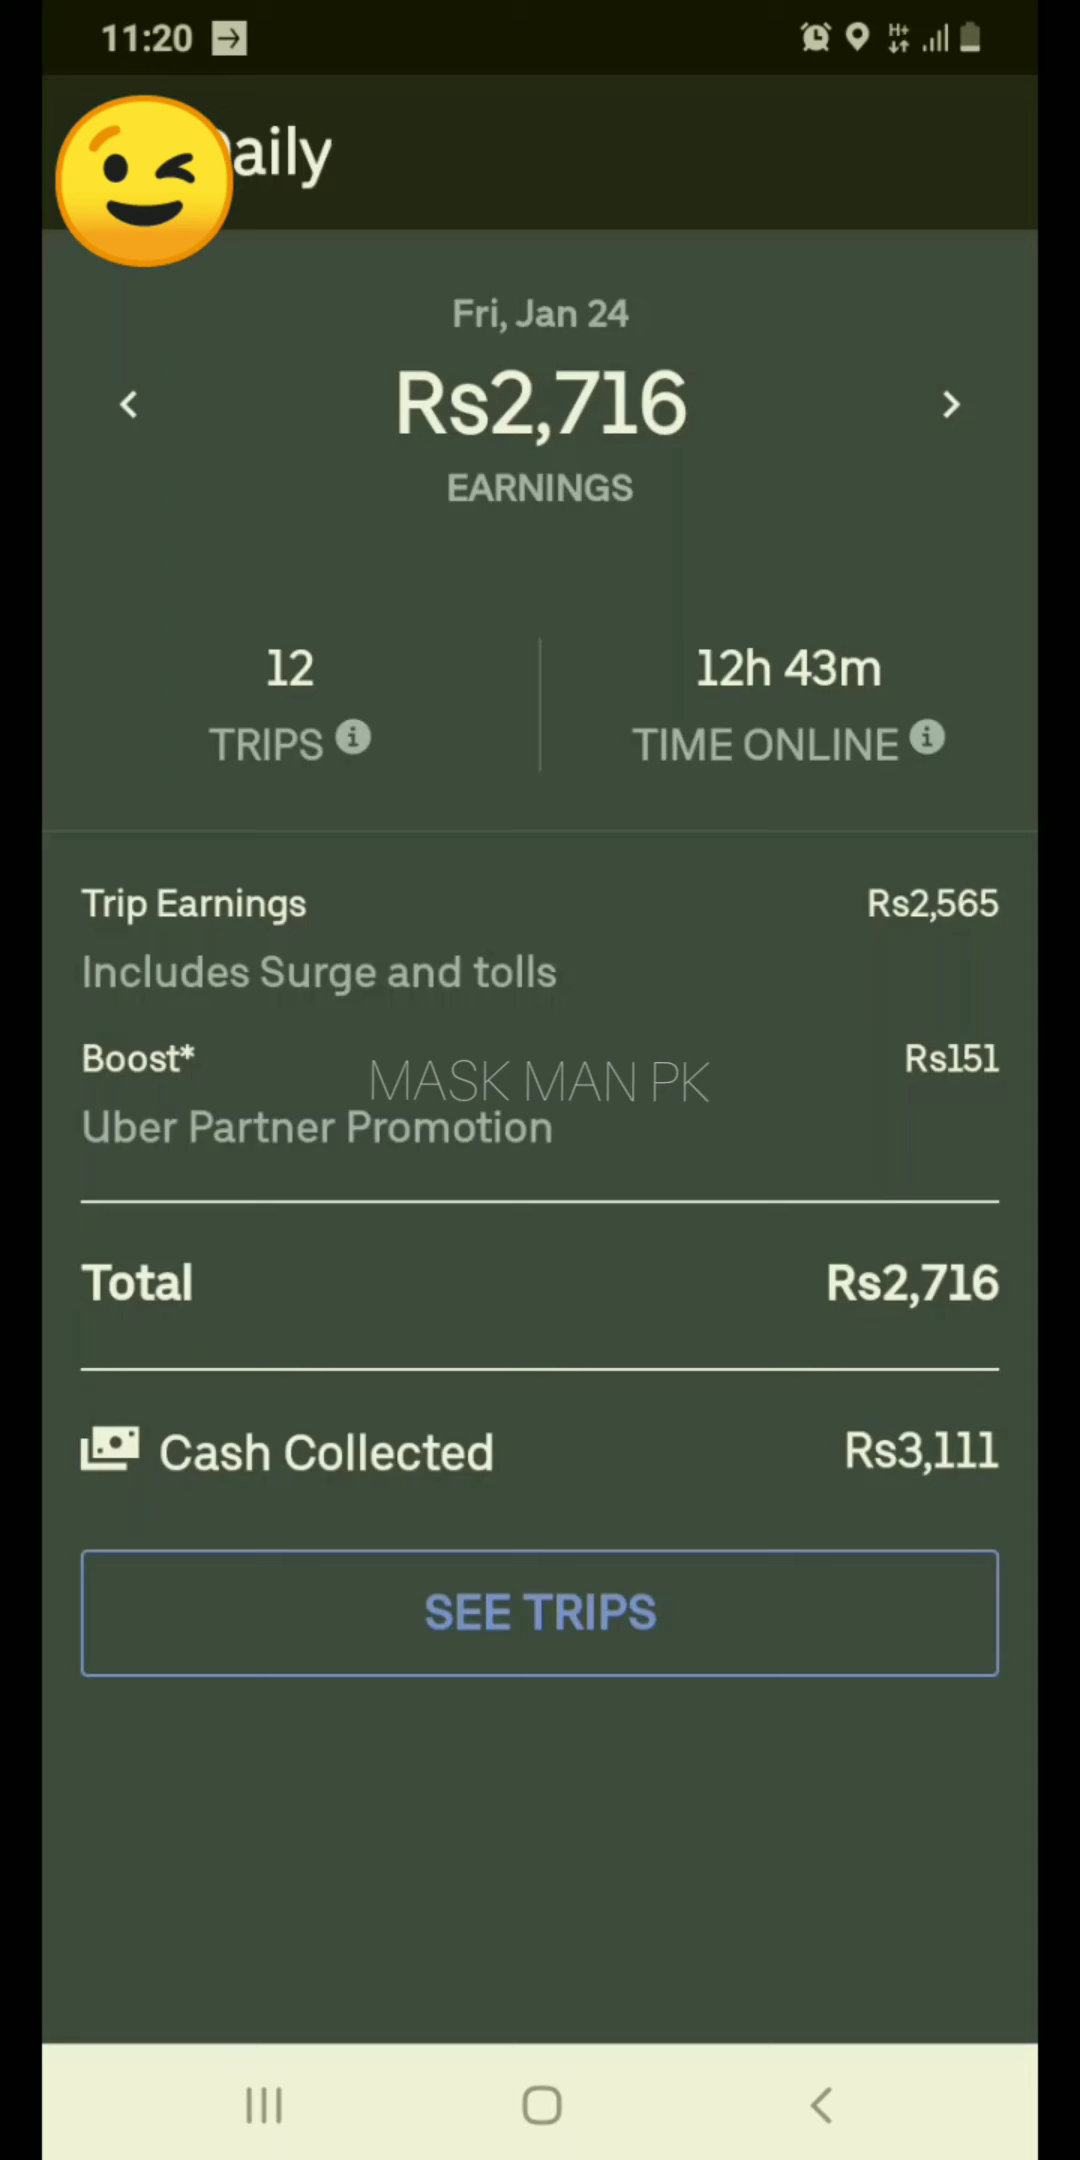 11:20
H+
aily
Fri, Jan 24
Rs2,716
EARNINGS
12
TRIPS
12h 43m
TIME ONLINE
Trip Earnings Rs2,565
Includes Surge and tolls
Boost* Rs151
MASK MAN PK
Uber Partner Promotion
Total Rs2,716
Cash Collected Rs3,111
SEE TRIPS